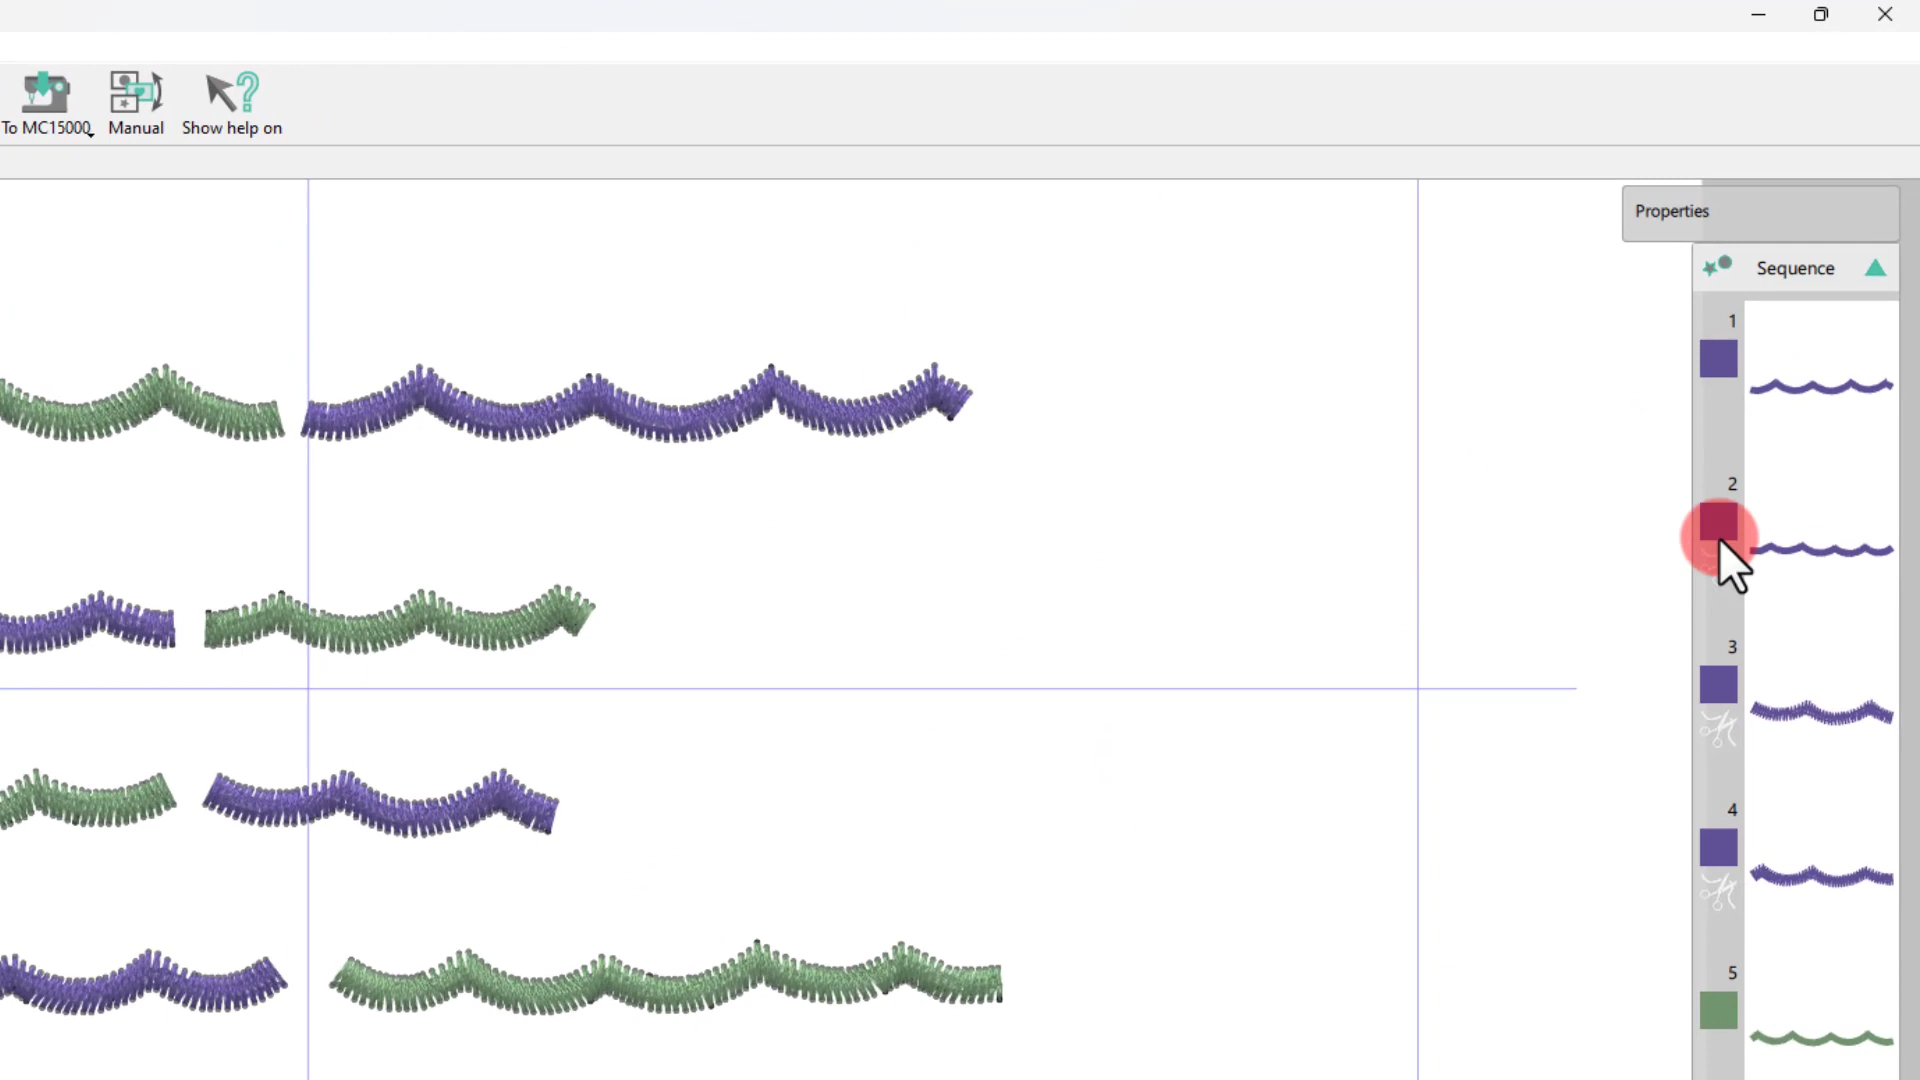 To MC15000
Manual
Show help on
Properties
Sequence
1
2
3
4
5